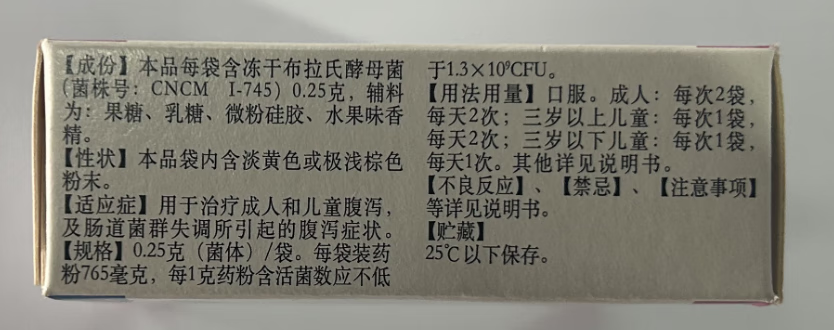 【成份】本品每袋含冻干布拉氏酵母菌
(菌株号：CNCM I-745) 0.25克，辅料
为：果糖、乳糖、微粉硅胶、水果味香
精。
【性状】本品袋内含淡黄色或极浅棕色
粉末。
【适应症】用于治疗成人和儿童腹泻，
及肠道菌群失调所引起的腹泻症状。
【规格】0.25克（菌体）/袋。每袋装药
粉765毫克，每1克药粉含活菌数应不低
于1.3×10⁹CFU。
【用法用量】口服。成人：每次2袋，
每天2次；三岁以上儿童：每次1袋，
每天2次；三岁以下儿童：每次1袋，
每天1次。其他详见说明书。
【不良反应】、【禁忌】、【注意事项】
等详见说明书。
【贮藏】
25℃以下保存。